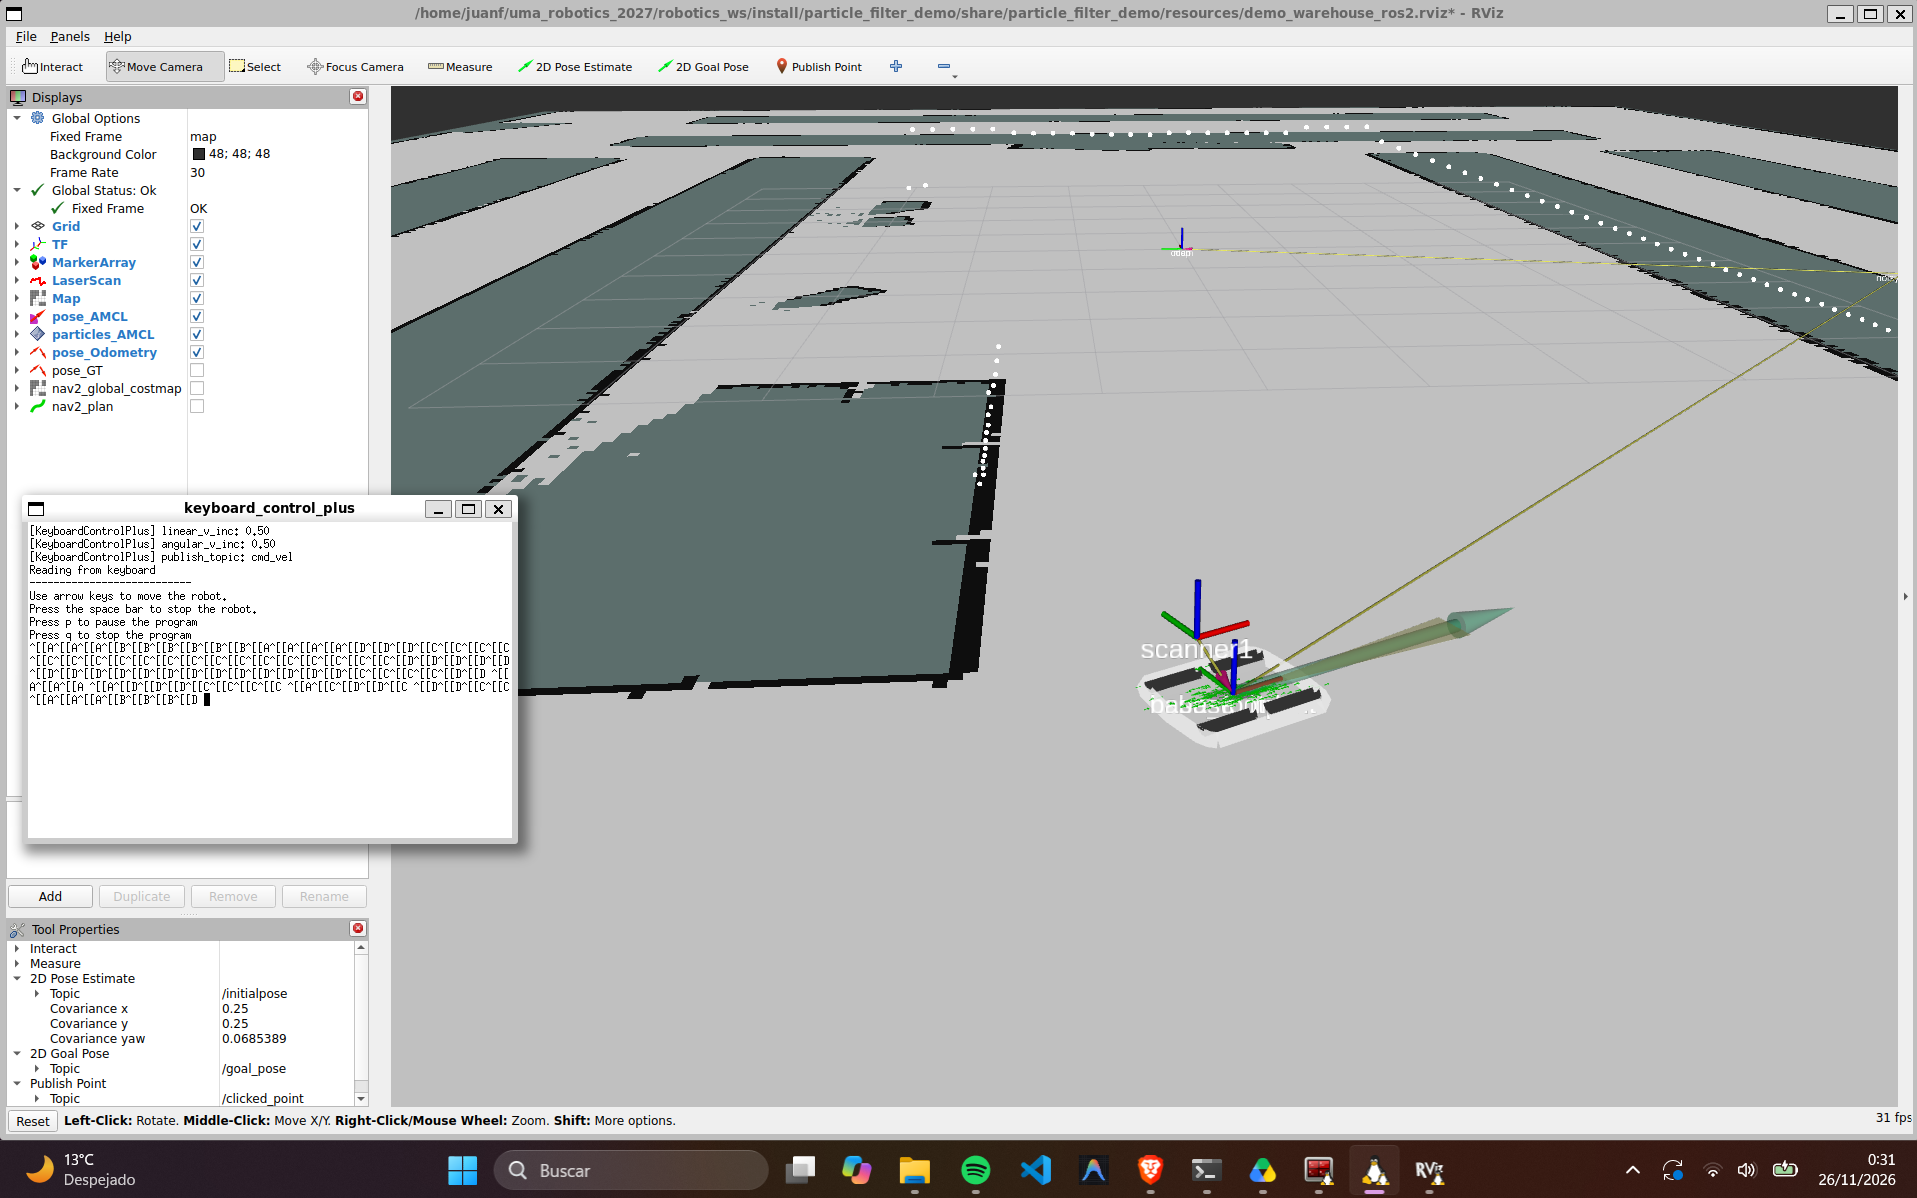 /home/juanf/uma_robotics_2027/robotics_ws/install/particle_filter_demo/share/particle_filter_demo/resources/demo_warehouse_ros2.rviz* - RViz
File Panels Help
Interact Move Camera Select Focus Camera Measure 2D Pose Estimate 2D Goal Pose Publish Point
Displays
Global Options
Fixed Frame map
Background Color 48; 48; 48
Frame Rate 30
Global Status: Ok
Fixed Frame OK
Grid
TF
MarkerArray
LaserScan
Map
pose_AMCL
particles_AMCL
pose_Odometry
pose_GT
nav2_global_costmap
nav2_plan
keyboard_control_plus
[KeyboardControlPlus] linear_v_inc: 0.50
[KeyboardControlPlus] angular_v_inc: 0.50
[KeyboardControlPlus] publish_topic: cmd_vel
Reading from keyboard
---------------------------
Use arrow keys to move the robot.
Press the space bar to stop the robot.
Press p to pause the program
Press q to stop the program
scanner1
Add Duplicate Remove Rename
Tool Properties
Interact
Measure
2D Pose Estimate
Topic /initialpose
Covariance x 0.25
Covariance y 0.25
Covariance yaw 0.0685389
2D Goal Pose
Topic /goal_pose
Publish Point
Topic /clicked_point
Reset Left-Click: Rotate. Middle-Click: Move X/Y. Right-Click/Mouse Wheel: Zoom. Shift: More options. 31 fps
13°C
Despejado
Buscar
RViz
0:31
26/11/2026